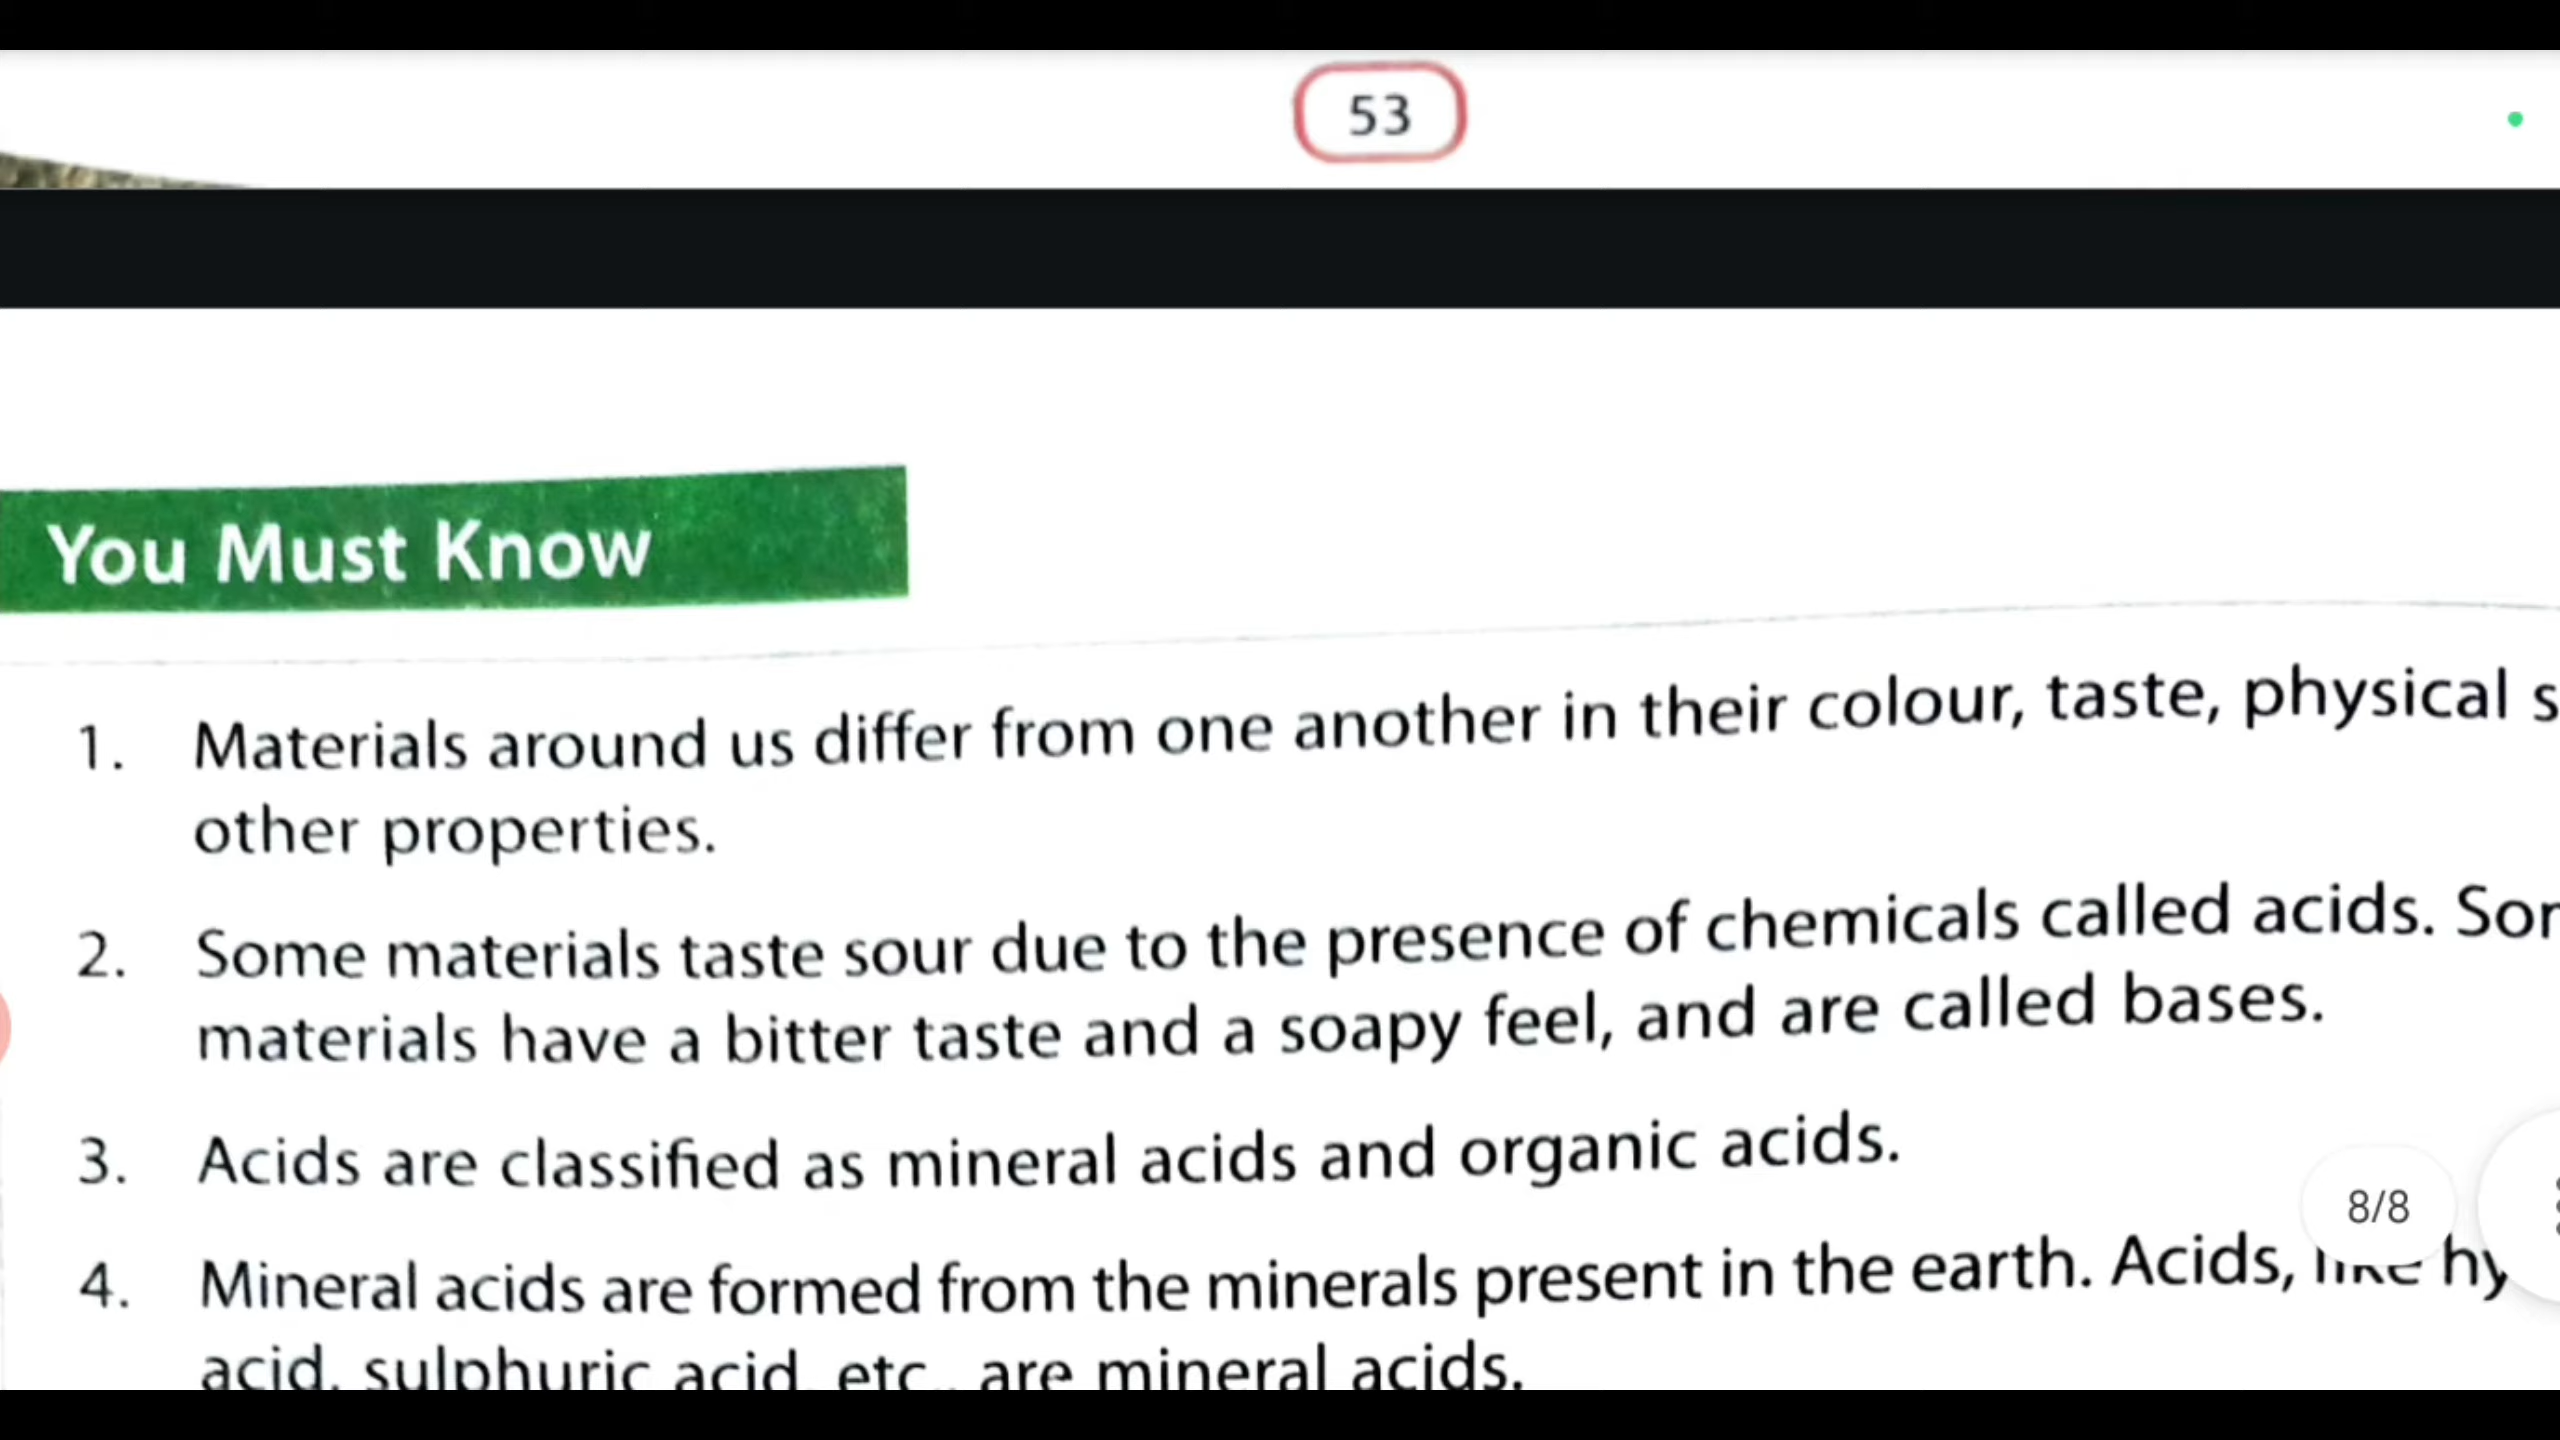 53
You Must Know
1. Materials around us differ from one another in their colour, taste, physical
other properties.
2. Some materials taste sour due to the presence of chemicals called acids.
materials have a bitter taste and a soapy feel, and are called bases.
3. Acids are classified as mineral acids and organic acids.
8/8
4. Mineral acids are formed from the minerals present in the earth. Acids, like
acid, sulphuric acid, etc., are mineral acids.